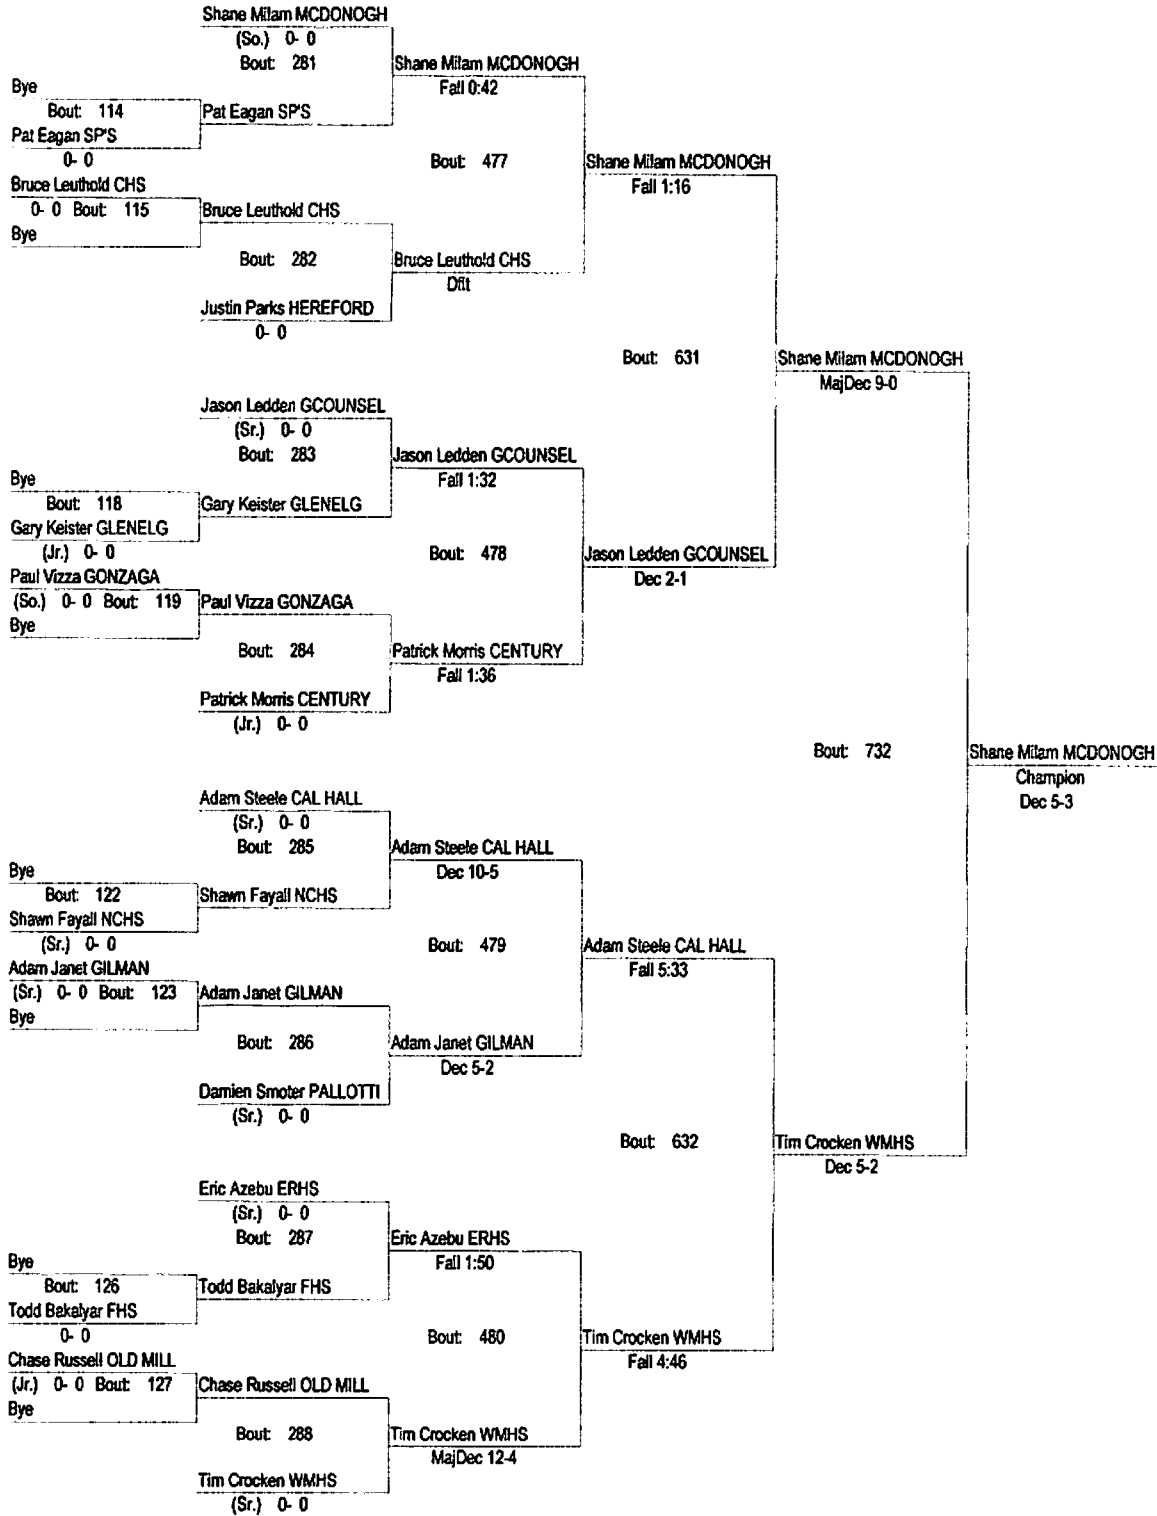 Shane Milam MCDONOGH
(So.) 0- 0
Bout: 281
Shane Milam MCDONOGH
Fall 0:42
Bye
Bout: 114
Pat Eagan SP'S
Pat Eagan SP'S
0- 0
Bout: 477
Shane Milam MCDONOGH
Fall 1:16
Bruce Leuthold CHS
0- 0 Bout: 115
Bruce Leuthold CHS
Bye
Bout: 282
Bruce Leuthold CHS
Dflt
Justin Parks HEREFORD
0- 0
Bout: 631
Shane Milam MCDONOGH
MajDec 9-0
Jason Ledden GCOUNSEL
(Sr.) 0- 0
Bout: 283
Jason Ledden GCOUNSEL
Fall 1:32
Bye
Bout: 118
Gary Keister GLENELG
Gary Keister GLENELG
(Jr.) 0- 0
Bout: 478
Jason Ledden GCOUNSEL
Dec 2-1
Paul Vizza GONZAGA
(So.) 0- 0 Bout: 119
Paul Vizza GONZAGA
Bye
Bout: 284
Patrick Morris CENTURY
Fall 1:36
Patrick Morris CENTURY
(Jr.) 0- 0
Bout: 732
Shane Milam MCDONOGH
Champion
Dec 5-3
Adam Steele CAL HALL
(Sr.) 0- 0
Bout: 285
Adam Steele CAL HALL
Dec 10-5
Bye
Bout: 122
Shawn Fayall NCHS
Shawn Fayall NCHS
(Sr.) 0- 0
Bout: 479
Adam Steele CAL HALL
Fall 5:33
Adam Janet GILMAN
(Sr.) 0- 0 Bout: 123
Adam Janet GILMAN
Bye
Bout: 286
Adam Janet GILMAN
Dec 5-2
Damien Smoter PALLOTTI
(Sr.) 0- 0
Bout: 632
Tim Crocken WMHS
Dec 5-2
Eric Azebu ERHS
(Sr.) 0- 0
Bout: 287
Eric Azebu ERHS
Fall 1:50
Bye
Bout: 126
Todd Bakalyar FHS
Todd Bakalyar FHS
0- 0
Bout: 480
Tim Crocken WMHS
Fall 4:46
Chase Russell OLD MILL
(Jr.) 0- 0 Bout: 127
Chase Russell OLD MILL
Bye
Bout: 288
Tim Crocken WMHS
MajDec 12-4
Tim Crocken WMHS
(Sr.) 0- 0